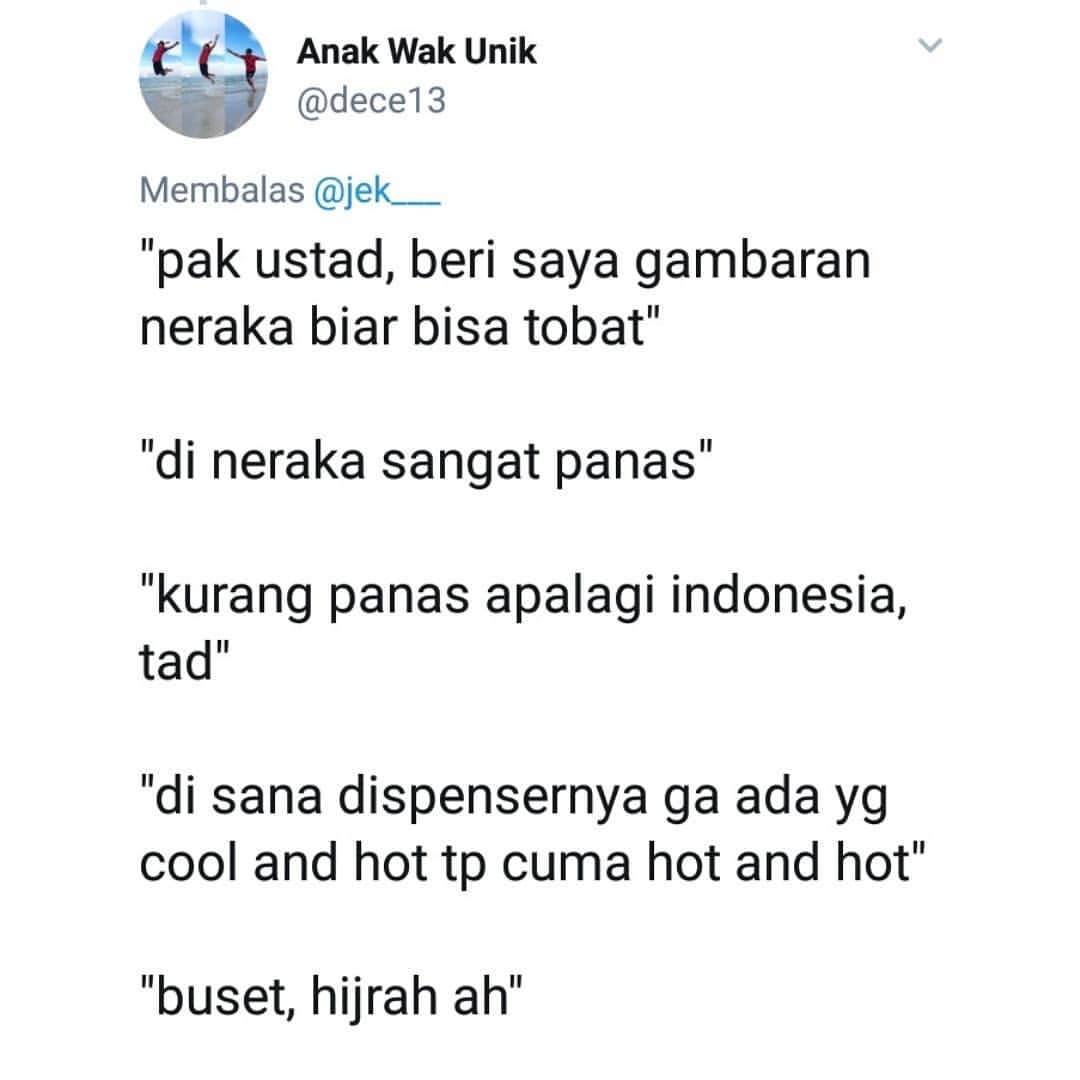 Anak Wak Unik
@dece13
Membalas @jek___
"pak ustad, beri saya gambaran
neraka biar bisa tobat"
"di neraka sangat panas"
"kurang panas apalagi indonesia,
tad"
"di sana dispensernya ga ada yg
cool and hot tp cuma hot and hot"
"buset, hijrah ah"